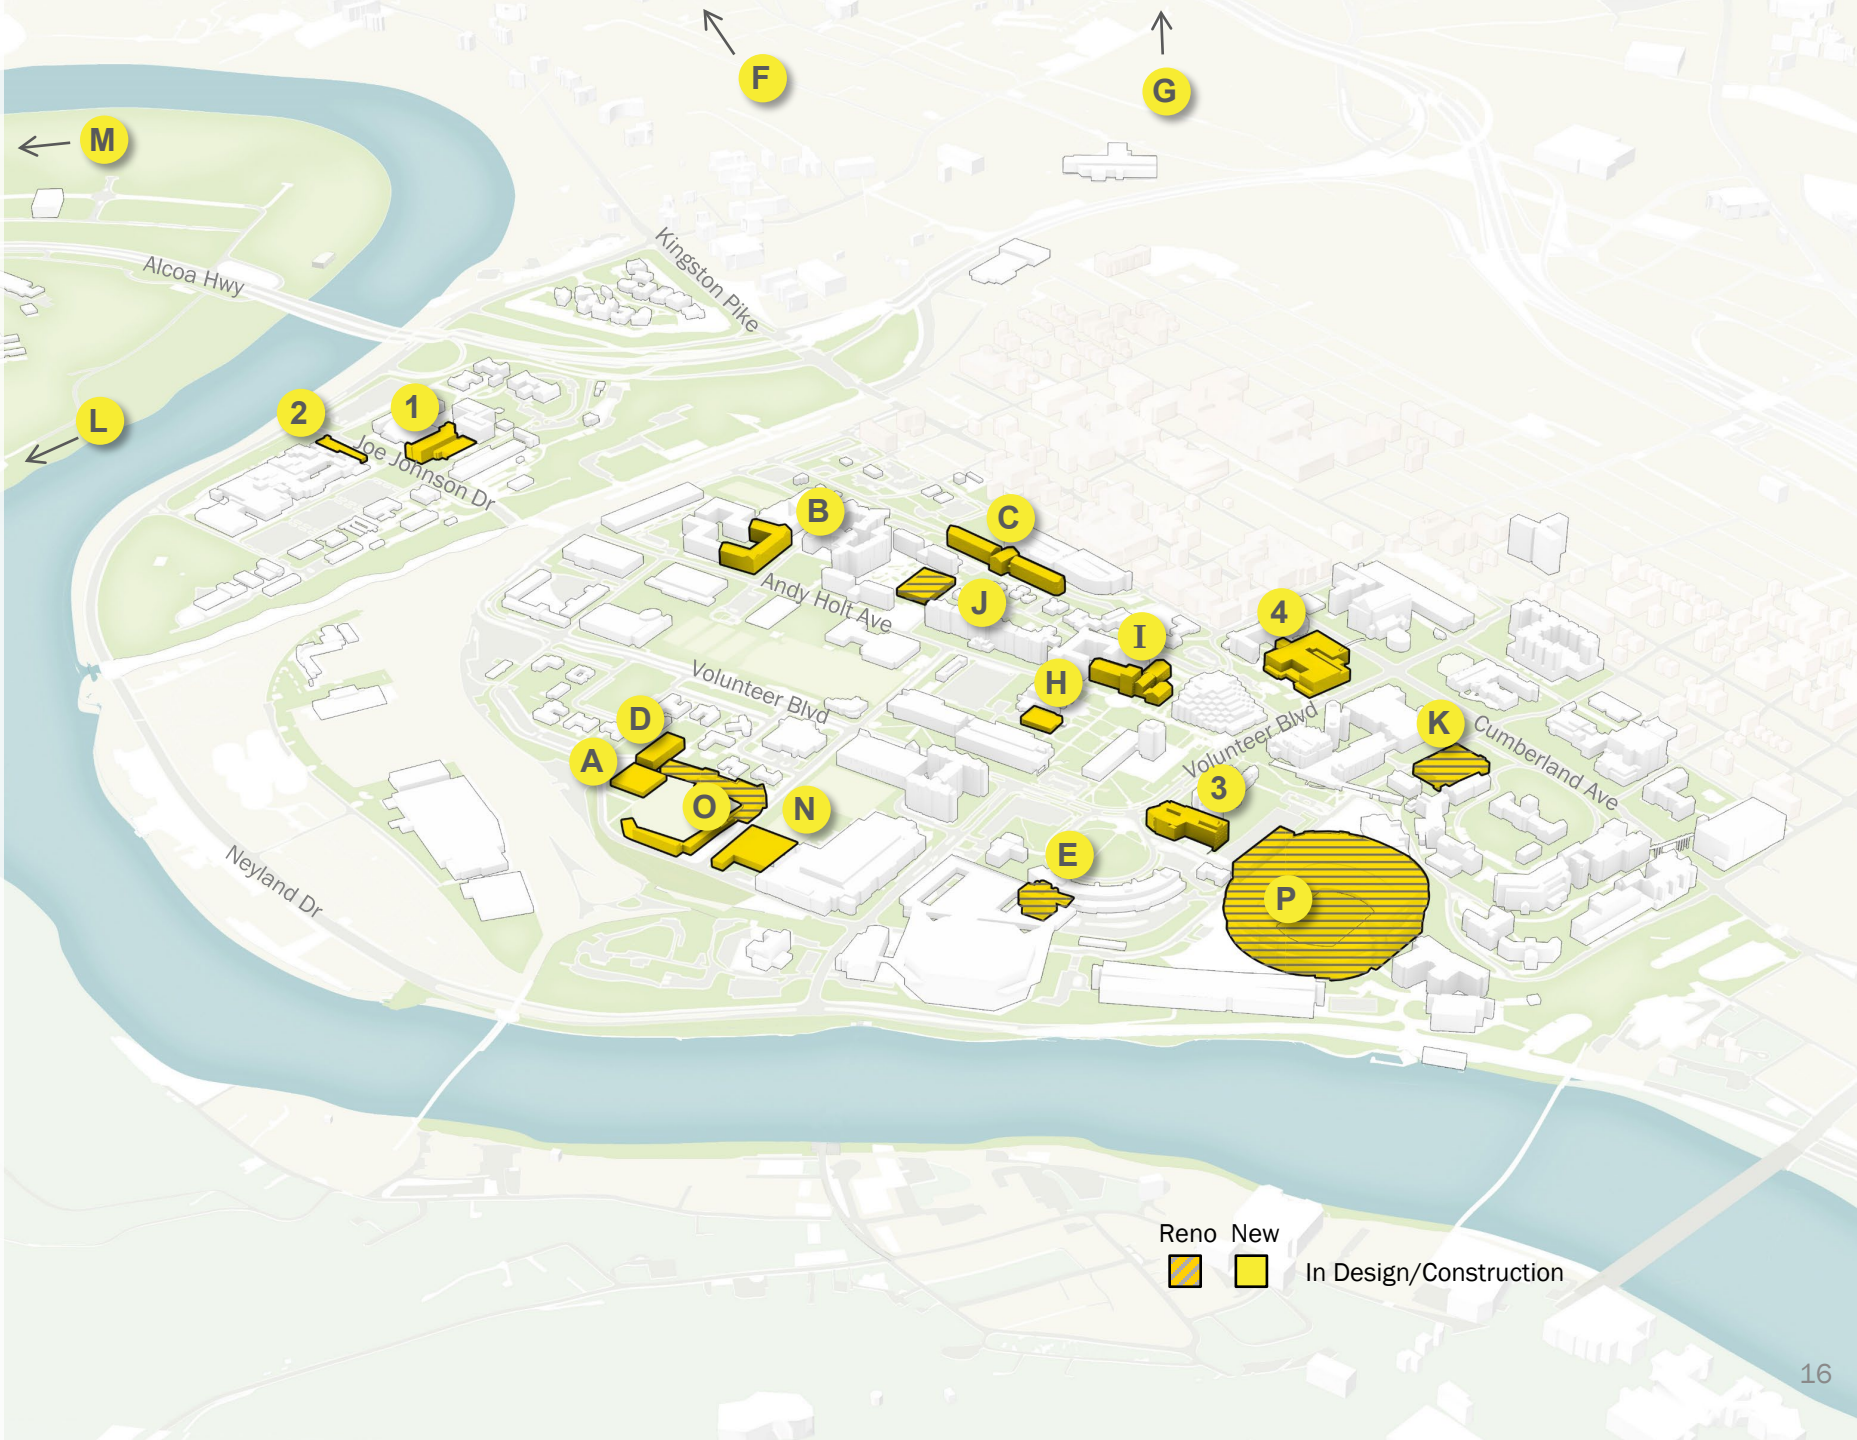 F
G
M
Kingston Pike
Alcoa Hwy
2
1
L
Joe Johnson Dr
B
C
Andy Holt Ave
J
4
I
H
Volunteer Blvd
D
Volunteer Blvd
K
Cumberland Ave
A
3
O
N
E
Neyland Dr
P
Reno New
In Design/Construction
16